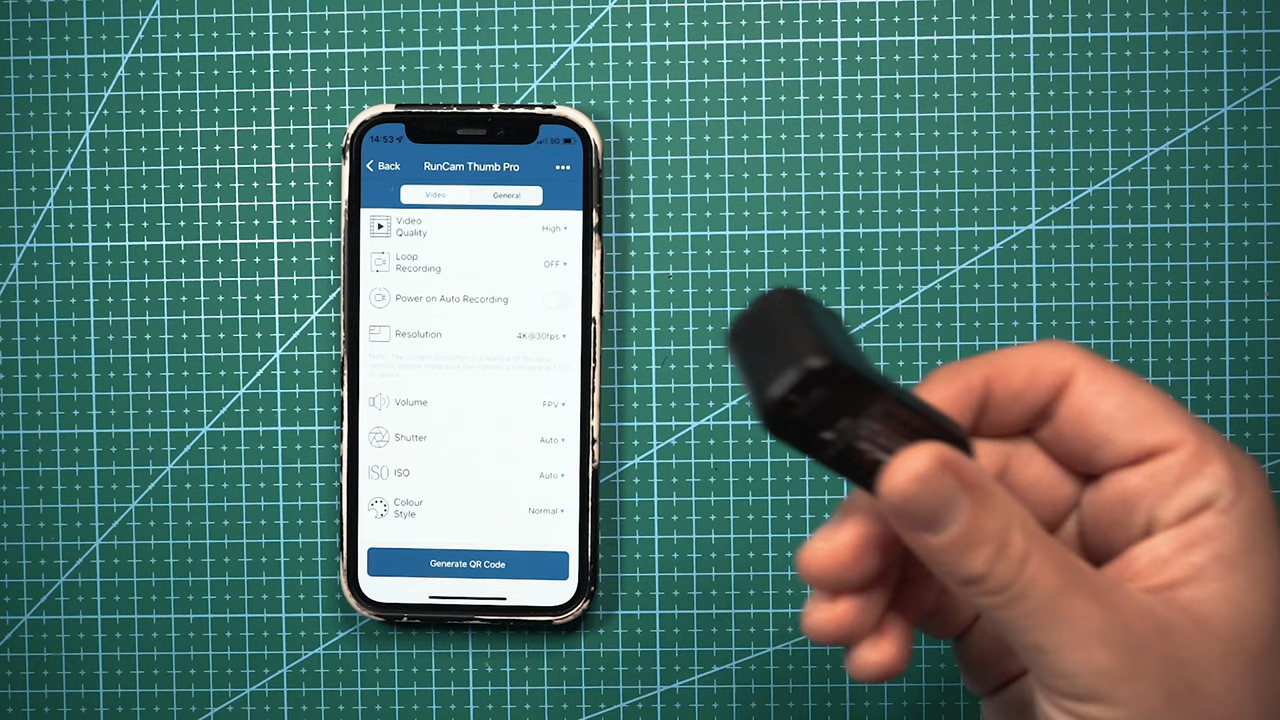 14:53
5G
Back
RunCam Thumb Pro
Video
General
Video
Quality
High
Loop
Recording
OFF
Power on Auto Recording
Resolution
4K@30fps
Volume
FPV
Shutter
Auto
ISO ISO
Auto
Colour
Style
Normal
Generate QR Code